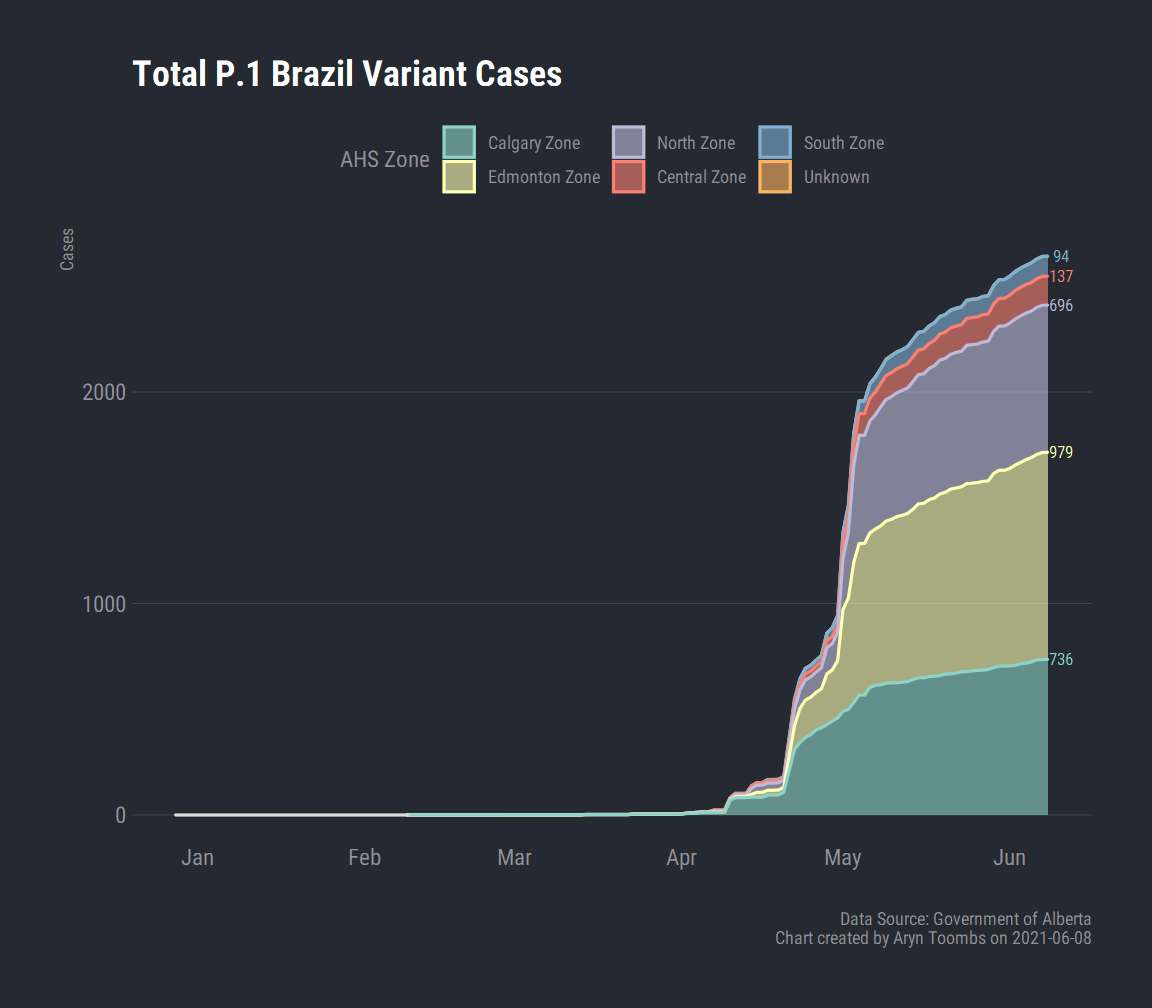 Total P.1 Brazil Variant Cases
AHS Zone
Calgary Zone
North Zone
South Zone
Edmonton Zone
Central Zone
Unknown
Cases
94
137
696
2000
979
1000
736
0
Jan Feb Mar Apr May Jun
Data Source: Government of Alberta
Chart created by Aryn Toombs on 2021-06-08